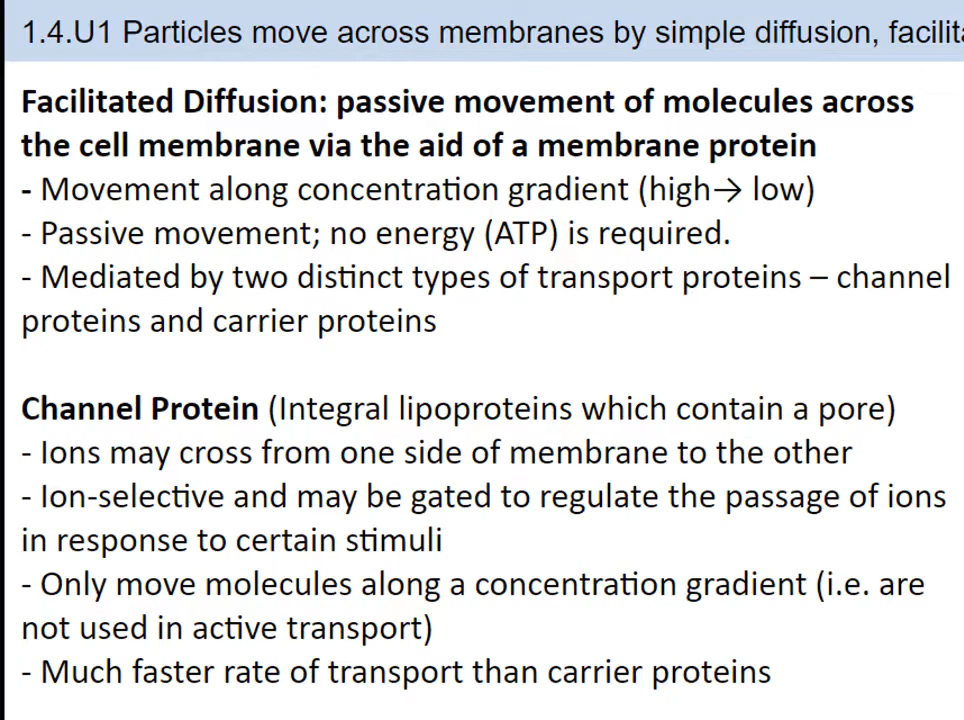 1.4.U1 Particles move across membranes by simple diffusion, facilita
Facilitated Diffusion: passive movement of molecules across
the cell membrane via the aid of a membrane protein
- Movement along concentration gradient (high→ low)
- Passive movement; no energy (ATP) is required.
- Mediated by two distinct types of transport proteins – channel
proteins and carrier proteins
Channel Protein (Integral lipoproteins which contain a pore)
- Ions may cross from one side of membrane to the other
- Ion-selective and may be gated to regulate the passage of ions
in response to certain stimuli
- Only move molecules along a concentration gradient (i.e. are
not used in active transport)
- Much faster rate of transport than carrier proteins